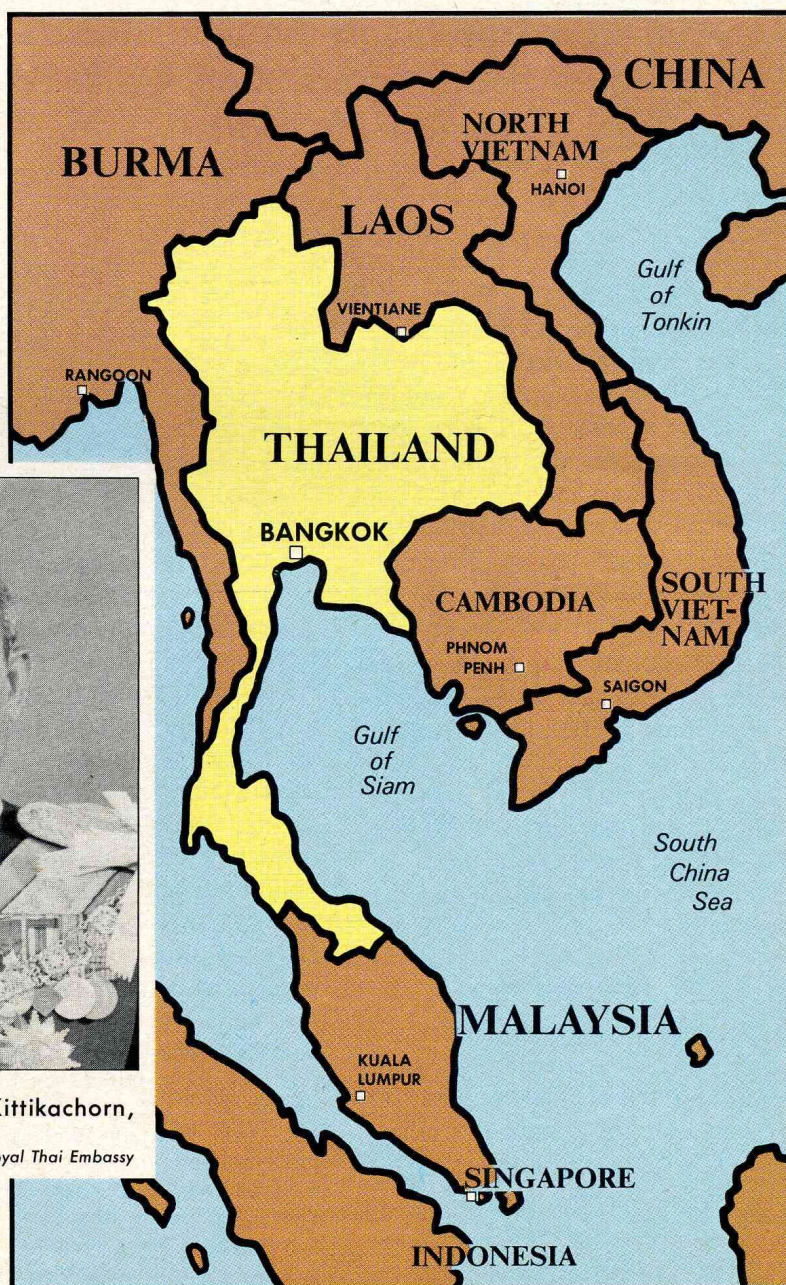 CHINA
NORTH
VIETNAM
BURMA
HANOI
LAOS
Gulf
of
Tonkin
VIENTIANE
RANGOON
THAILAND
BANGKOK
CAMBODIA
SOUTH
VIET-
NAM
PHNOM
PENH
SAIGON
Gulf
of
Siam
South
China
Sea
MALAYSIA
KUALA
LUMPUR
Kittikachorn,
yal Thai Embassy
SINGAPORE
INDONESIA